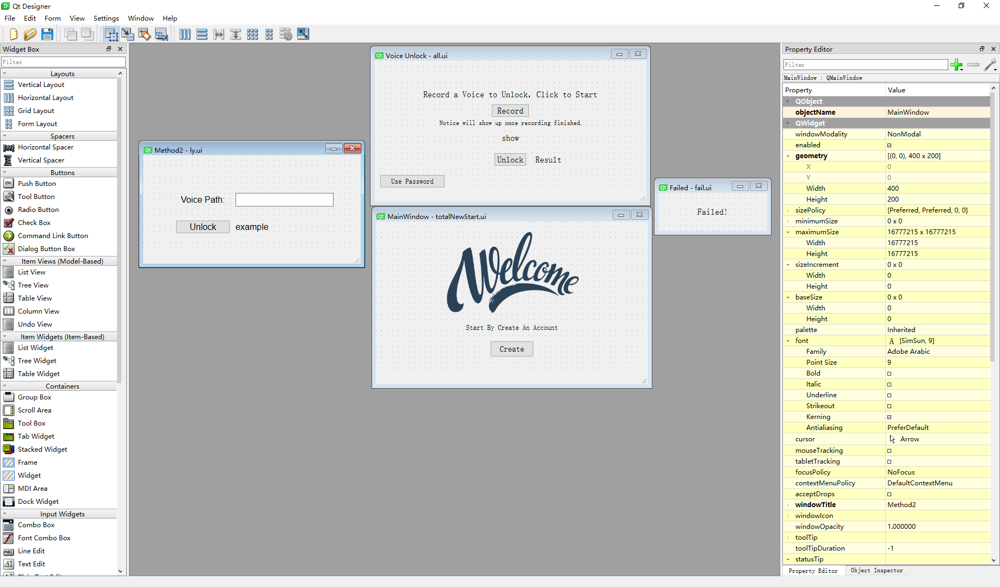 Qt Designer
File Edit Form View Settings Window Help
Widget Box
Filter
Layouts
Vertical Layout
Horizontal Layout
Grid Layout
Form Layout
Spacers
Horizontal Spacer
Vertical Spacer
Buttons
Push Button
Tool Button
Radio Button
Check Box
Command Link Button
Dialog Button Box
Item Views (Model-Based)
List View
Tree View
Table View
Column View
Undo View
Item Widgets (Item-Based)
List Widget
Tree Widget
Table Widget
Containers
Group Box
Scroll Area
Tool Box
Tab Widget
Stacked Widget
Frame
Widget
MDI Area
Dock Widget
Input Widgets
Combo Box
Font Combo Box
Line Edit
Text Edit
Method2 - ly.ui
Voice Path:
Unlock example
Voice Unlock - all.ui
Record a Voice to Unlock, Click to Start
Record
Notice will show up once recording finished.
show
Unlock Result
Use Password
MainWindow - totalNewStart.ui
Welcome
Start By Create An Account
Create
Failed - fail.ui
Failed!
Property Editor
Filter
MainWindow : QMainWindow
Property Value
QObject
objectName MainWindow
QWidget
windowModality NonModal
enabled
geometry [(0, 0), 400 x 200]
X 0
Y 0
Width 400
Height 200
sizePolicy [Preferred, Preferred, 0, 0]
minimumSize 0 x 0
maximumSize 16777215 x 16777215
Width 16777215
Height 16777215
sizeIncrement 0 x 0
Width 0
Height 0
baseSize 0 x 0
Width 0
Height 0
palette Inherited
font A [SimSun, 9]
Family Adobe Arabic
Point Size 9
Bold
Italic
Underline
Strikeout
Kerning
Antialiasing PreferDefault
cursor Arrow
mouseTracking
tabletTracking
focusPolicy NoFocus
contextMenuPolicy DefaultContextMenu
acceptDrops
windowTitle Method2
windowIcon
windowOpacity 1.000000
toolTip
toolTipDuration -1
statusTip
Property Editor Object Inspector